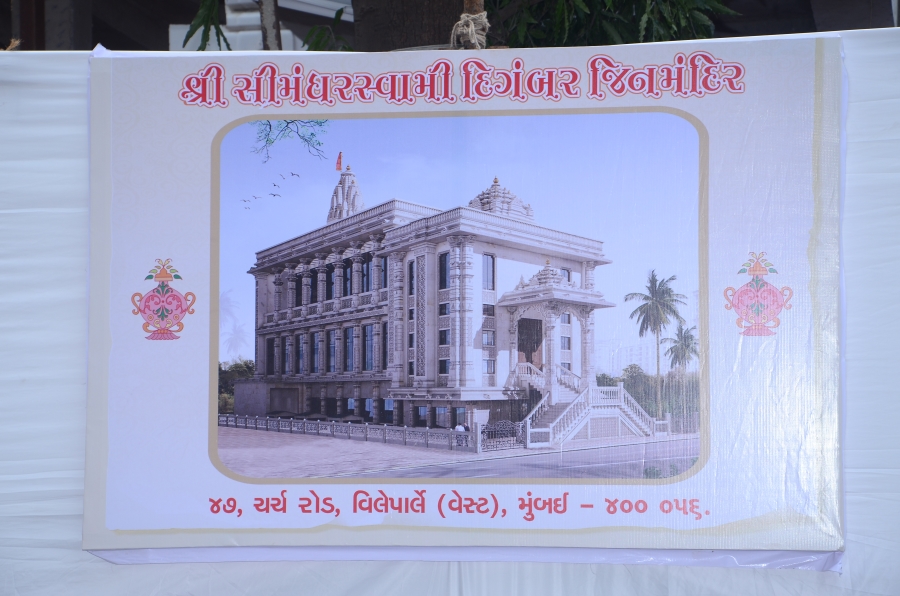 શ્રી સીમંધરસ્વામી દિગંબર જિનમંદિર
૪૭, ચર્ચ રોડ, વિલેપાર્લે (વેસ્ટ), મુંબઈ – ૪૦૦ ૦૫૬.